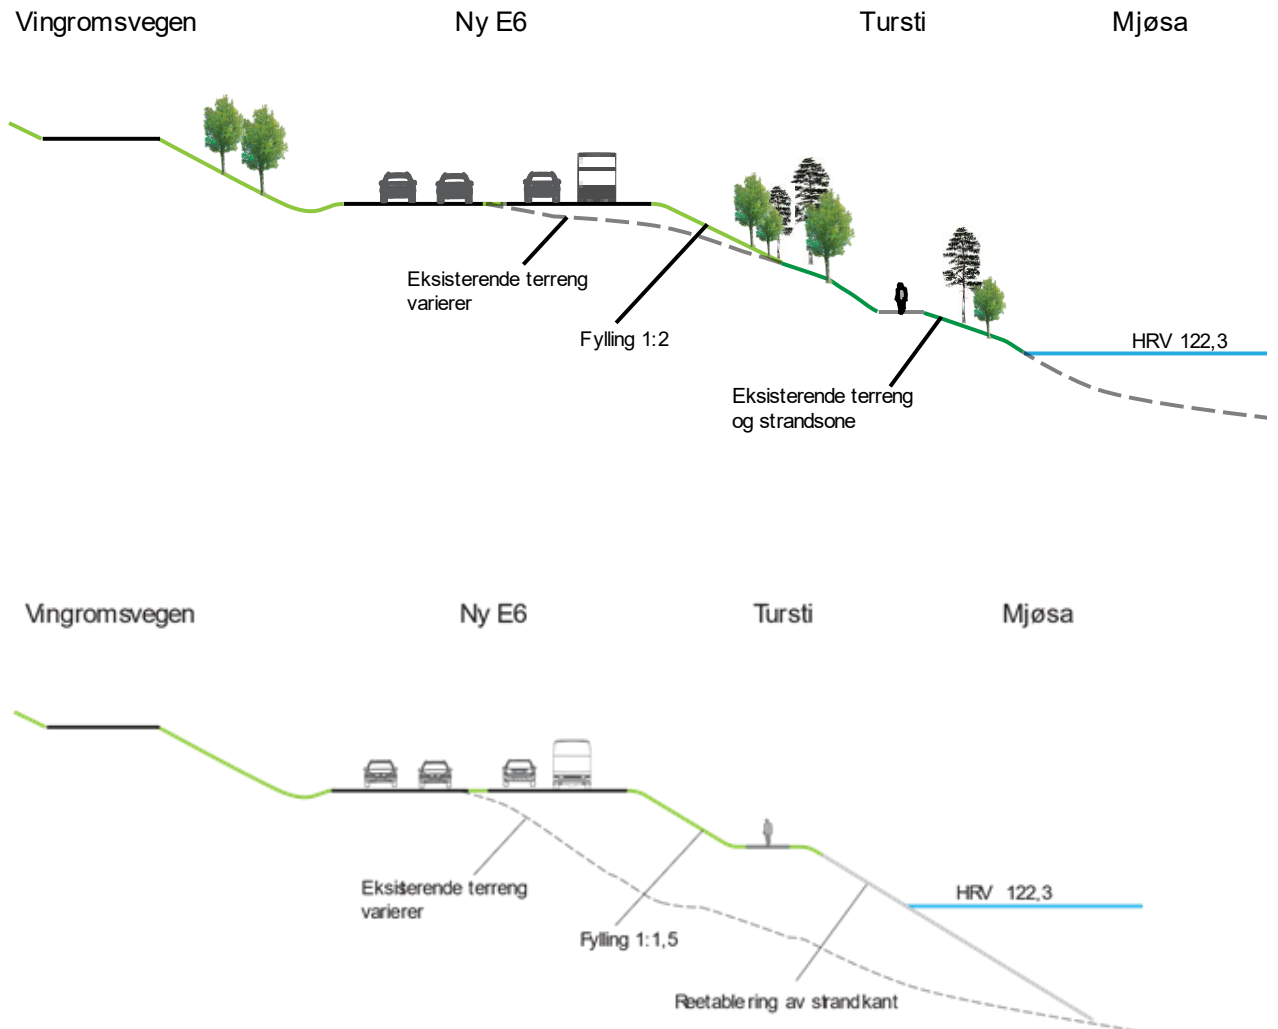 Vingromsvegen Ny E6 Tursti Mjøsa
Eksisterende terreng
varierer
Fylling 1:2
HRV 122,3
Eksisterende terreng
og strandsone
Vingromsvegen Ny E6 Tursti Mjøsa
Eksisterende terreng
varierer
HRV 122,3
Fylling 1:1,5
Reetablering av strandkant